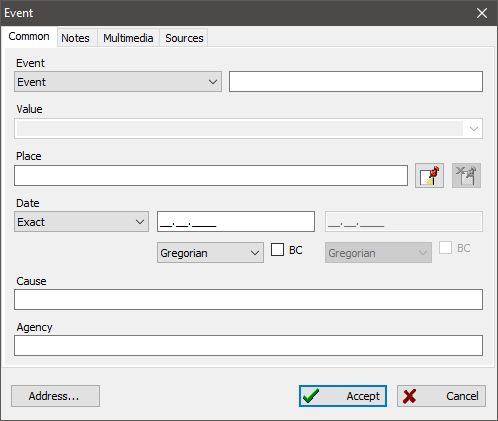 Event
Common Notes Multimedia Sources
Event
Event
Value
Place
Date
Exact __.__.____ __.__.____
Gregorian BC Gregorian BC
Cause
Agency
Address... Accept Cancel